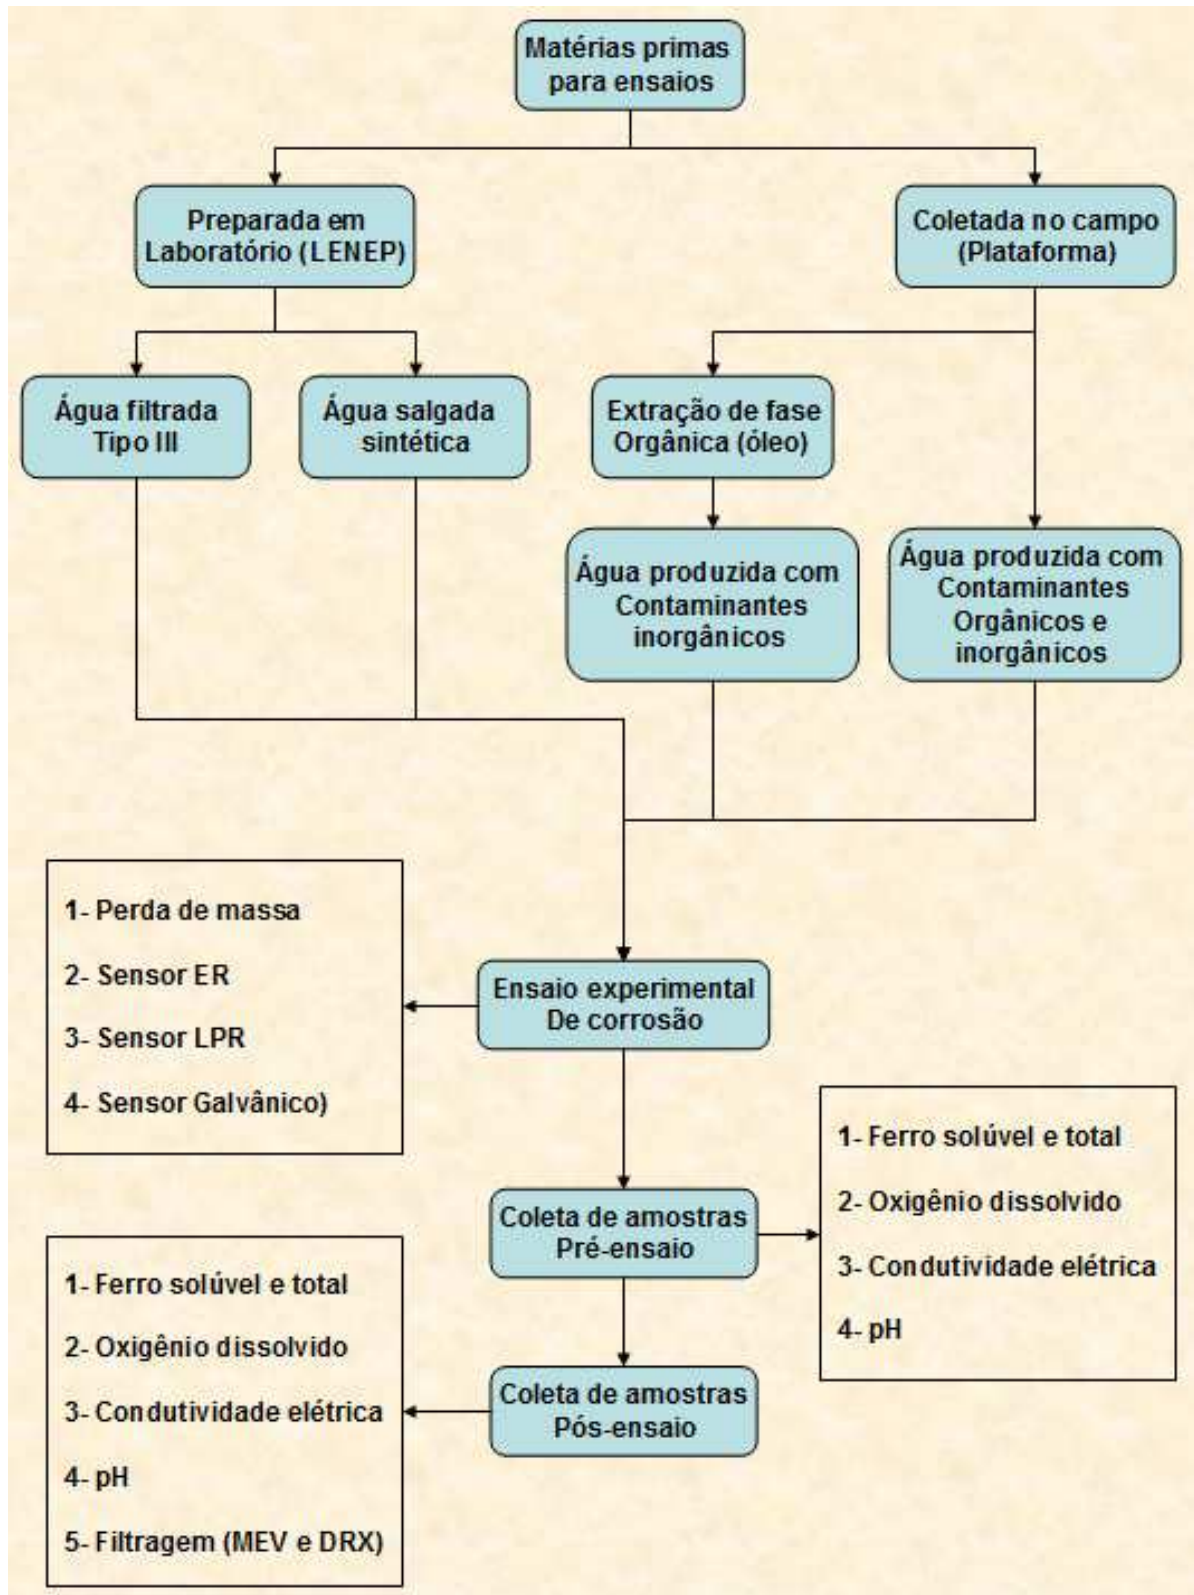 Matérias primas
para ensaios
Preparada em
Laboratório (LENEP)
Coletada no campo
(Plataforma)
Água filtrada
Tipo III
Água salgada
sintética
Extração de fase
Orgânica (óleo)
Água produzida com
Contaminantes
inorgânicos
Água produzida com
Contaminantes
Orgânicos e
inorgânicos
1- Perda de massa
2- Sensor ER
3- Sensor LPR
4- Sensor Galvânico)
Ensaio experimental
De corrosão
Coleta de amostras
Pré-ensaio
1- Ferro solúvel e total
2- Oxigênio dissolvido
3- Condutividade elétrica
4- pH
Coleta de amostras
Pós-ensaio
1- Ferro solúvel e total
2- Oxigênio dissolvido
3- Condutividade elétrica
4- pH
5- Filtragem (MEV e DRX)